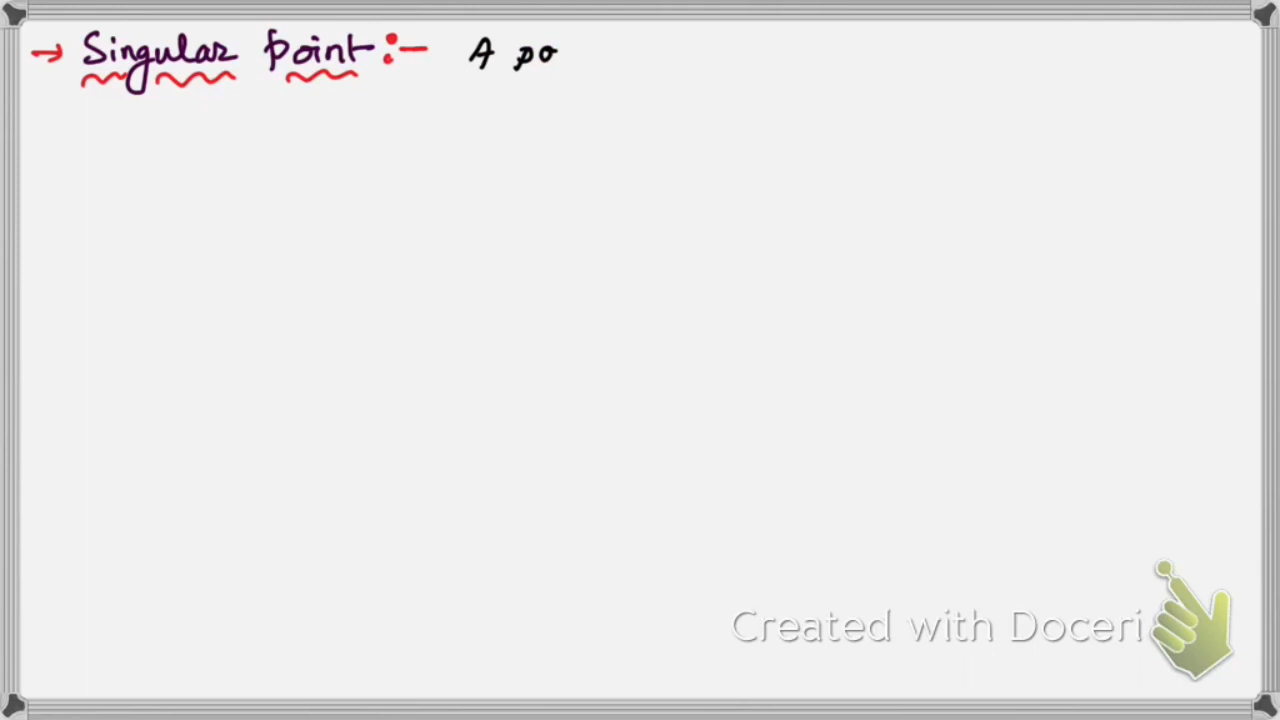 → Singular point :- A po
Created with Doceri